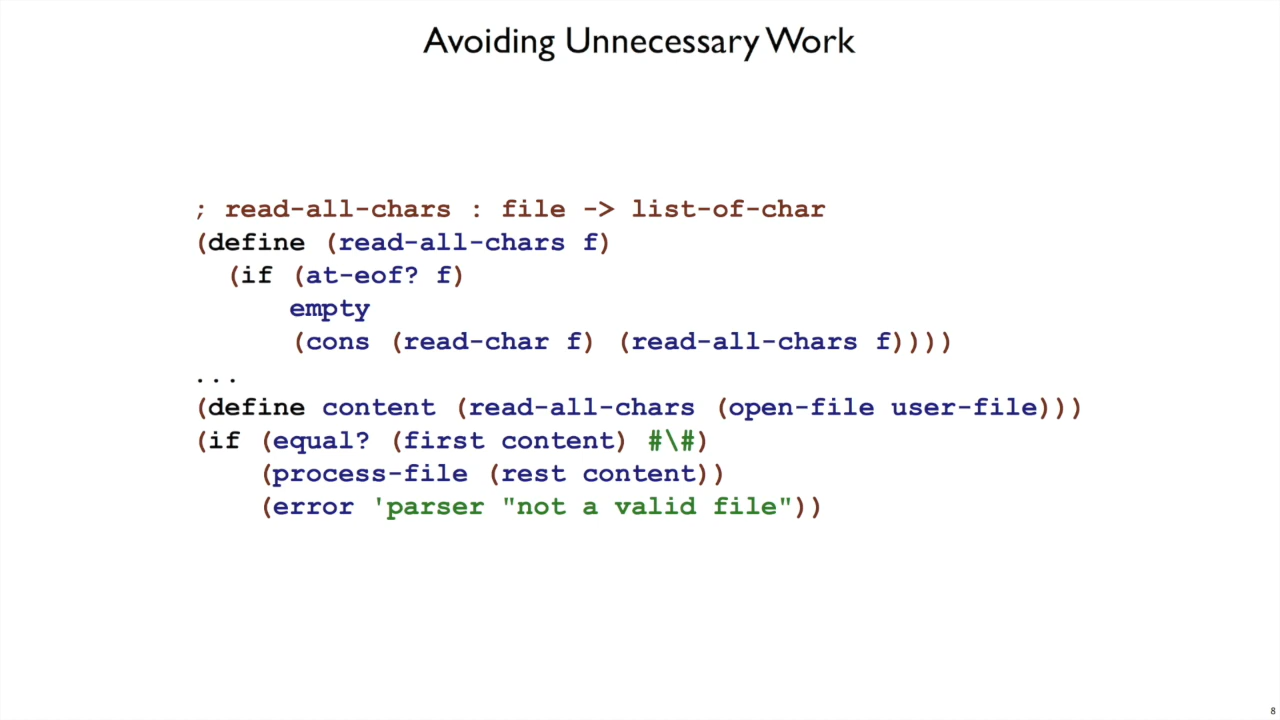 Avoiding Unnecessary Work
; read-all-chars : file -> list-of-char
(define (read-all-chars f)
  (if (at-eof? f)
      empty
      (cons (read-char f) (read-all-chars f))))
...
(define content (read-all-chars (open-file user-file)))
(if (equal? (first content) #\#)
    (process-file (rest content))
    (error 'parser "not a valid file"))
8